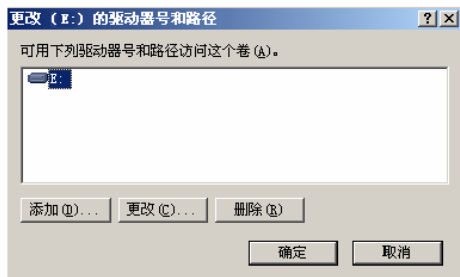 更改 (E:) 的驱动器号和路径
可用下列驱动器号和路径访问这个卷(A)。
E:
添加(D)... 更改(C)... 删除(R)
确定 取消